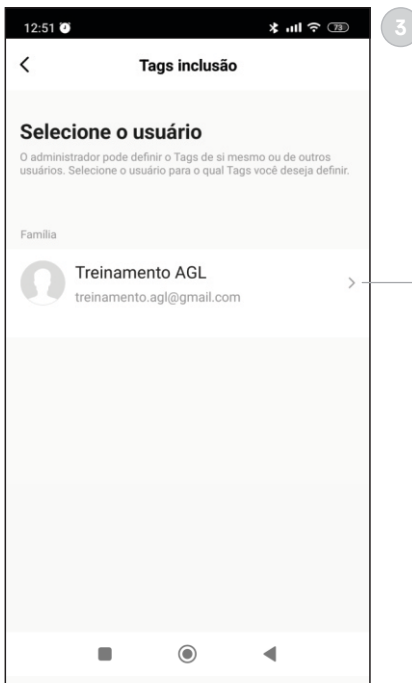 12:51
73
3
Tags inclusão
Selecione o usuário
O administrador pode definir o Tags de si mesmo ou de outros
usuários. Selecione o usuário para o qual Tags você deseja definir.
Família
Treinamento AGL
treinamento.agl@gmail.com